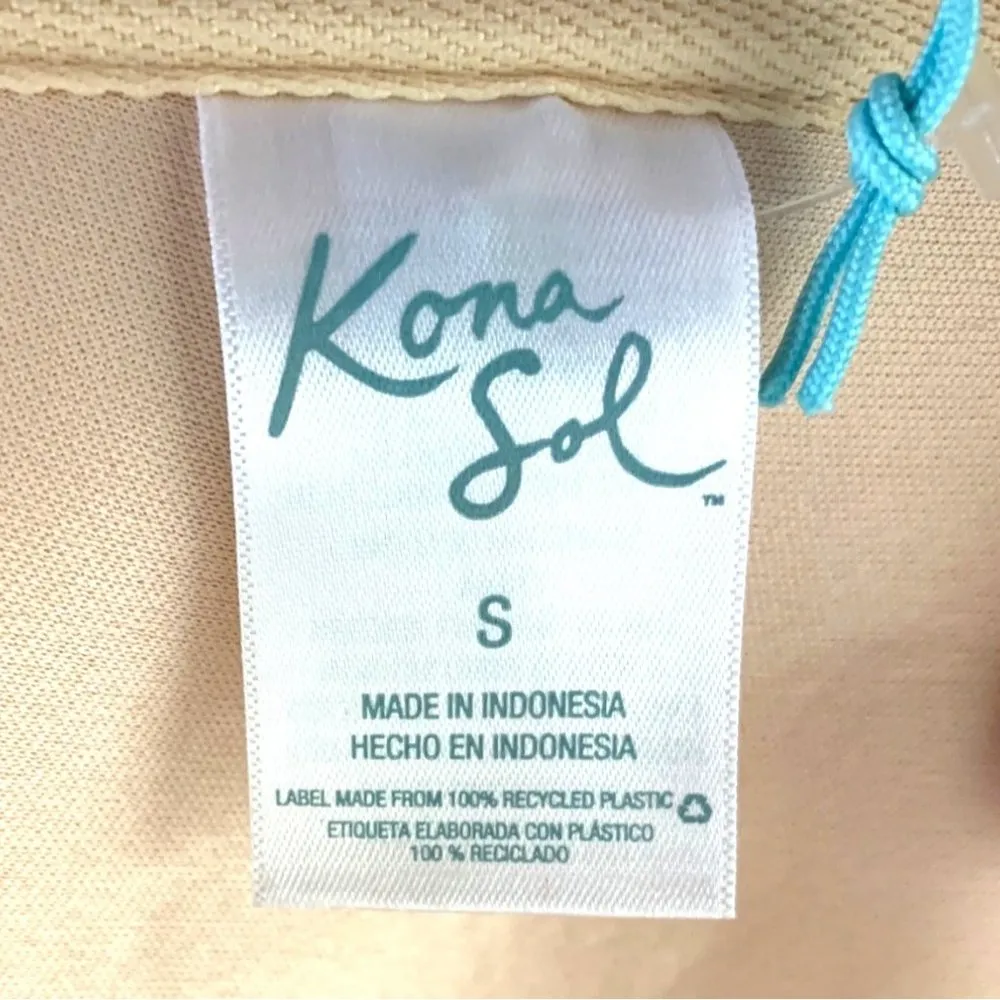 Kona
Sol
™
S
MADE IN INDONESIA
HECHO EN INDONESIA
LABEL MADE FROM 100% RECYCLED PLASTIC
ETIQUETA ELABORADA CON PLÁSTICO
100 % RECICLADO